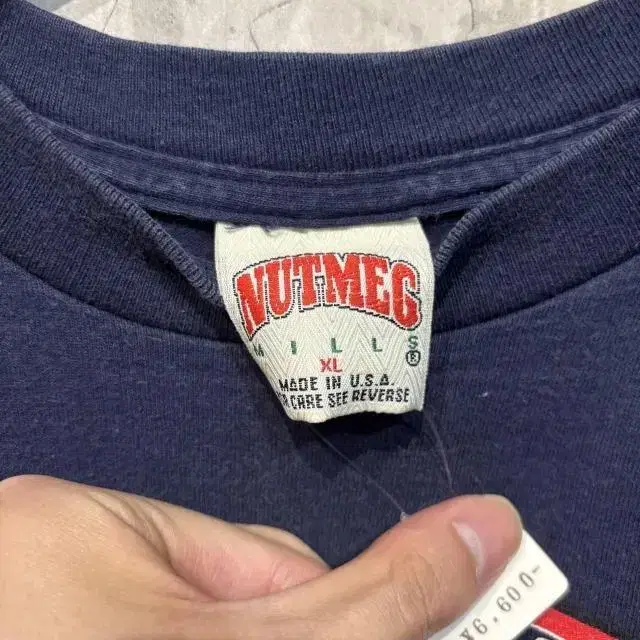 NUTMEG
MILLS
®
XL
MADE IN U.S.A.
CARE SEE REVERSE
¥6,600-